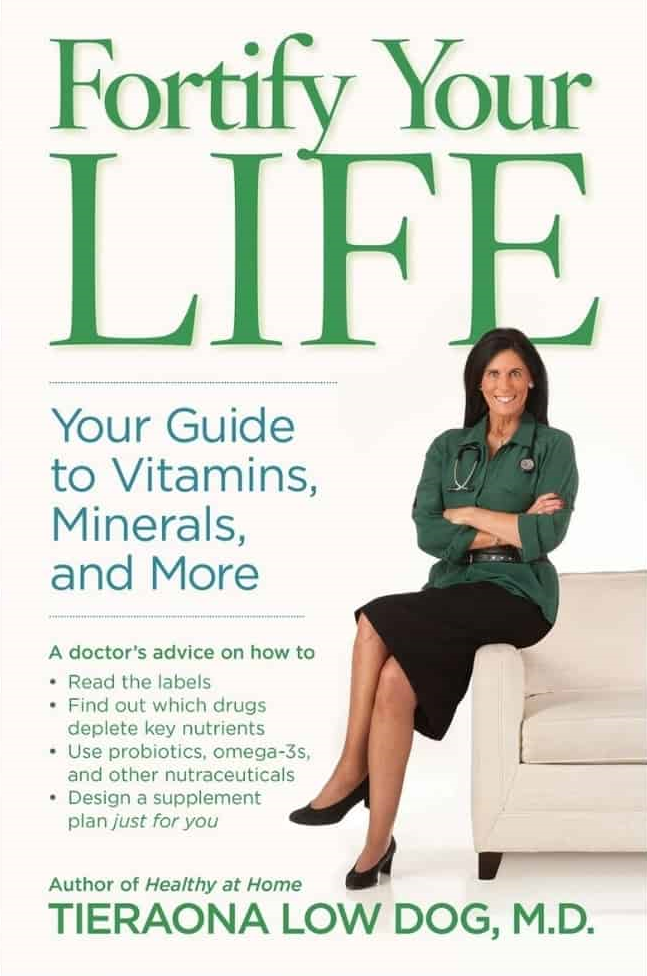 Fortify Your
LIFE
Your Guide
to Vitamins,
Minerals,
and More
A doctor's advice on how to
• Read the labels
• Find out which drugs
deplete key nutrients
• Use probiotics, omega-3s,
and other nutraceuticals
• Design a supplement
plan just for you
Author of Healthy at Home
TIERAONA LOW DOG, M.D.